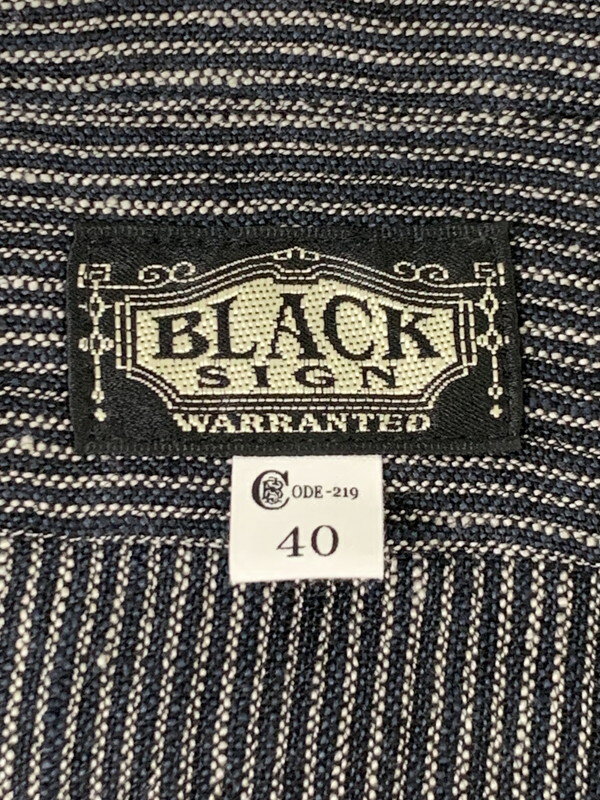 BLACK
SIGN
WARRANTED
CODE-219
40